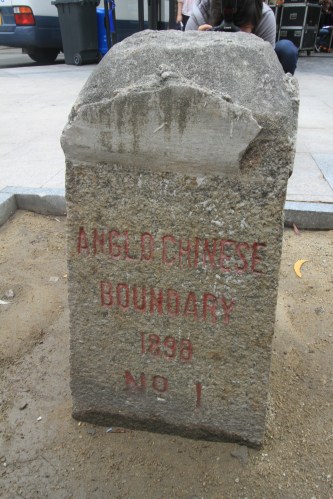 ANGLO CHINESE
BOUNDARY
1898
No 1